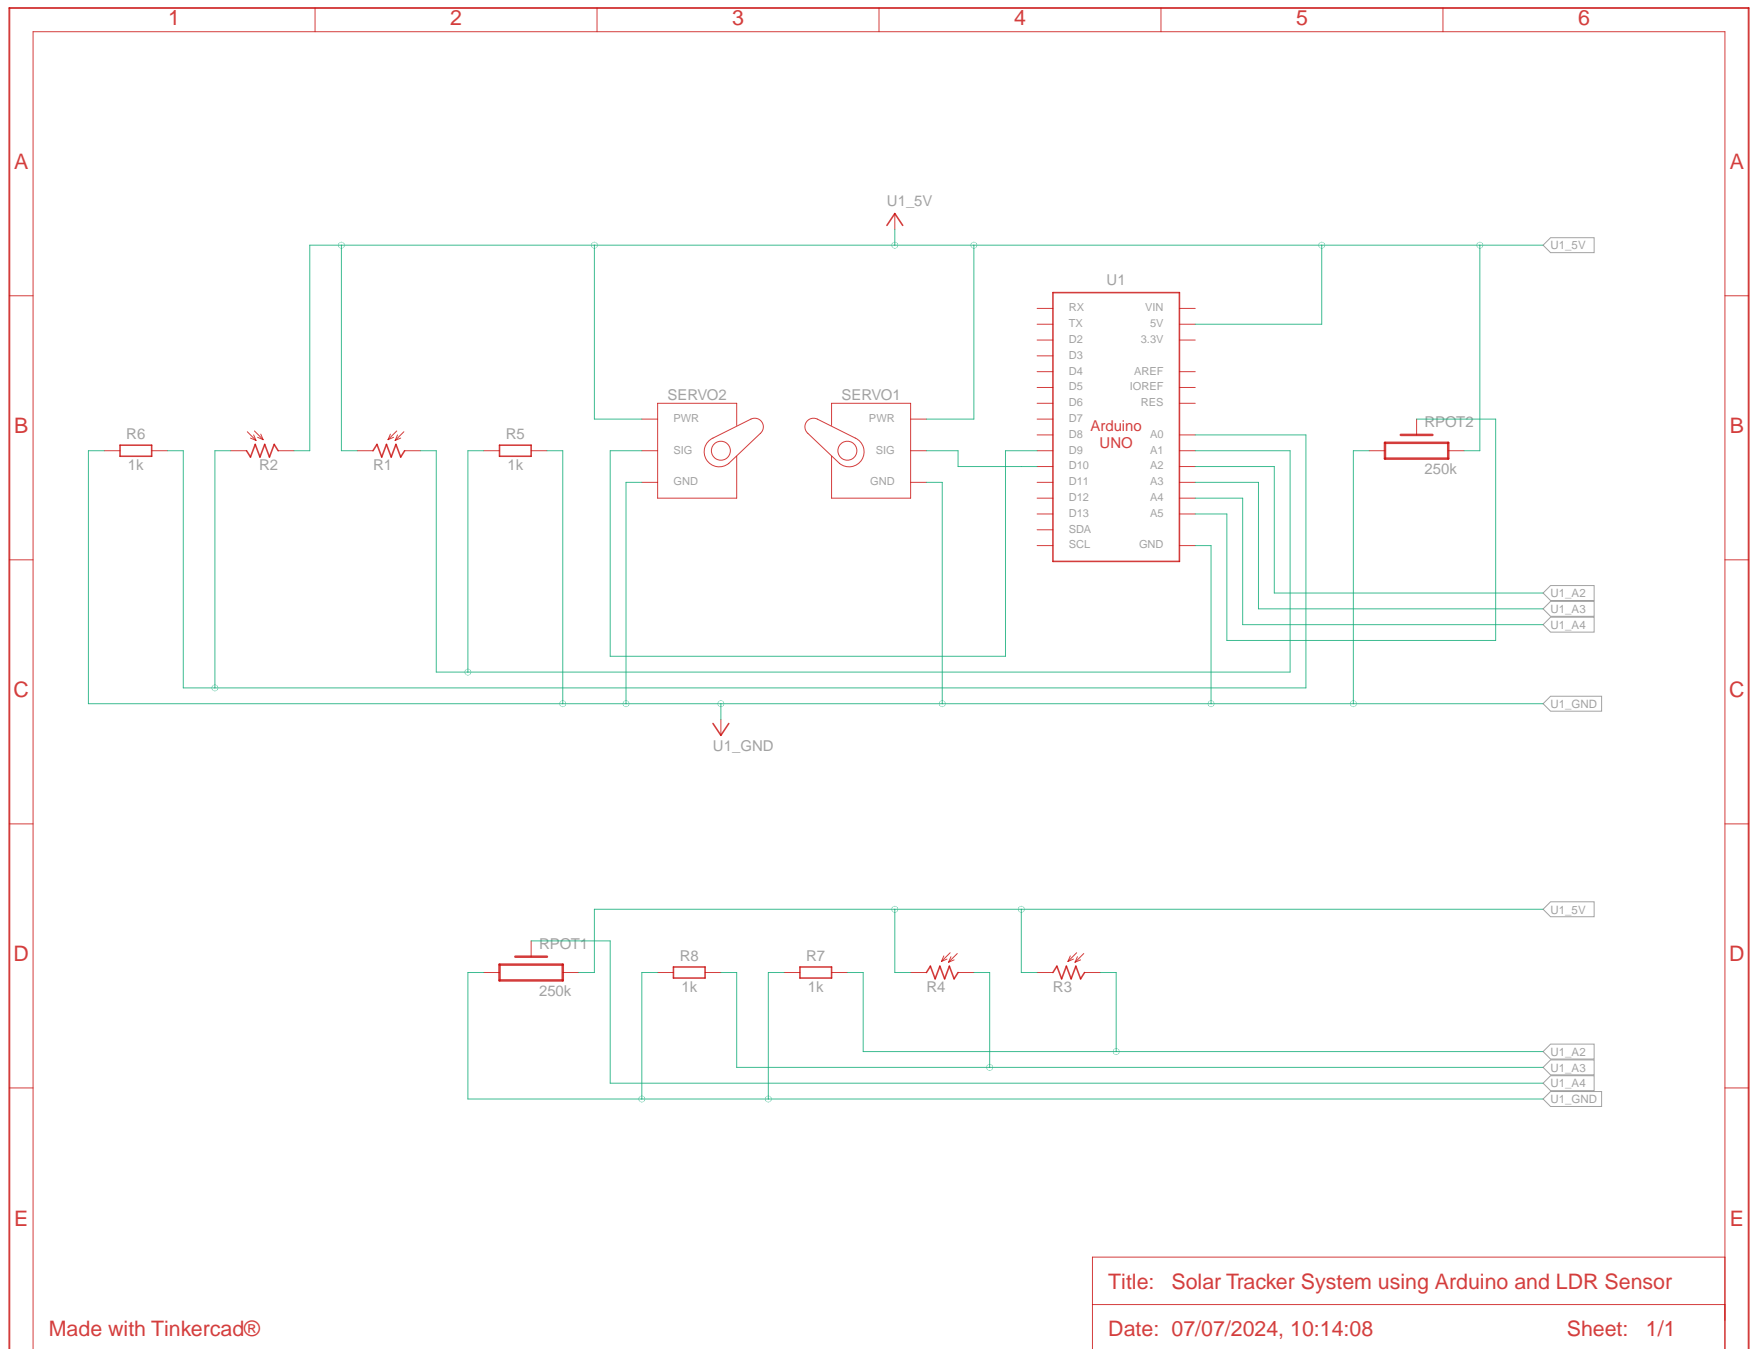 1 2 3 4 5 6
A A
U1_5V
U1_5V
U1
RX VIN
TX 5V
D2 3.3V
D3
D4 AREF
D5 IOREF
D6 RES
D7
D8 A0
D9 A1
D10 A2
D11 A3
D12 A4
D13 A5
SDA
SCL GND
Arduino
UNO
SERVO2
PWR
SIG
GND
SERVO1
PWR
SIG
GND
B B
R6
1k
R2
R1
R5
1k
RPOT2
250k
U1_A2
U1_A3
U1_A4
C C
U1_GND
U1_GND
U1_5V
D D
RPOT1
250k
R8
1k
R7
1k
R4
R3
U1_A2
U1_A3
U1_A4
U1_GND
E E
Title: Solar Tracker System using Arduino and LDR Sensor
Made with Tinkercad®
Date: 07/07/2024, 10:14:08 Sheet: 1/1